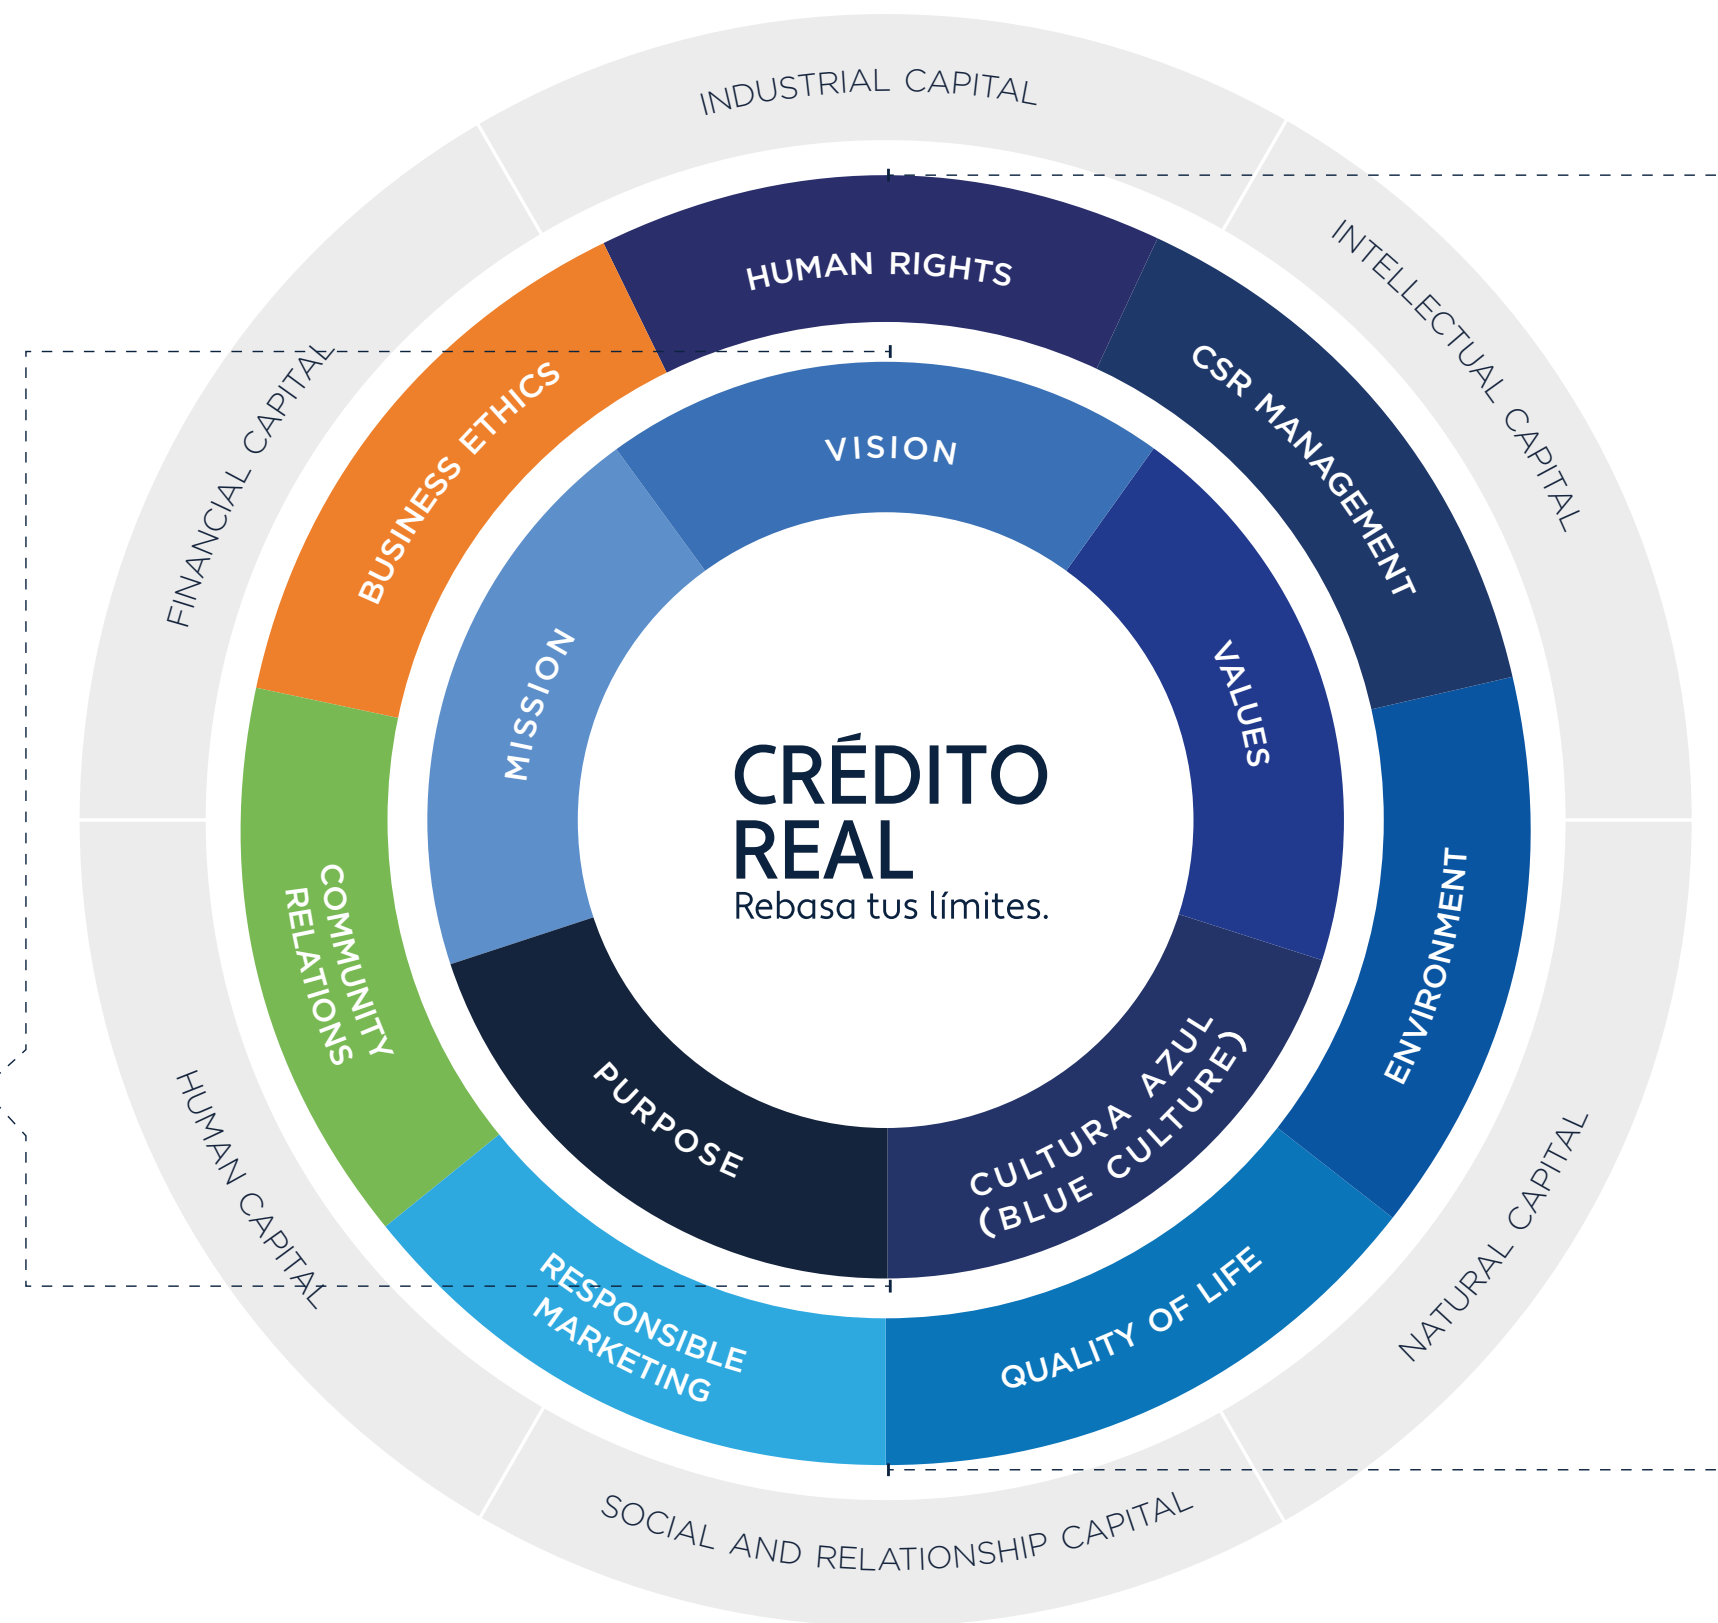 INDUSTRIAL CAPITAL
INTELLECTUAL CAPITAL
NATURAL CAPITAL
SOCIAL AND RELATIONSHIP CAPITAL
HUMAN CAPITAL
FINANCIAL CAPITAL
HUMAN RIGHTS
CSR MANAGEMENT
ENVIRONMENT
QUALITY OF LIFE
RESPONSIBLE
MARKETING
COMMUNITY
RELATIONS
BUSINESS ETHICS
VISION
VALUES
CULTURA AZUL
(BLUE CULTURE)
PURPOSE
MISSION
CRÉDITO
REAL
Rebasa tus límites.